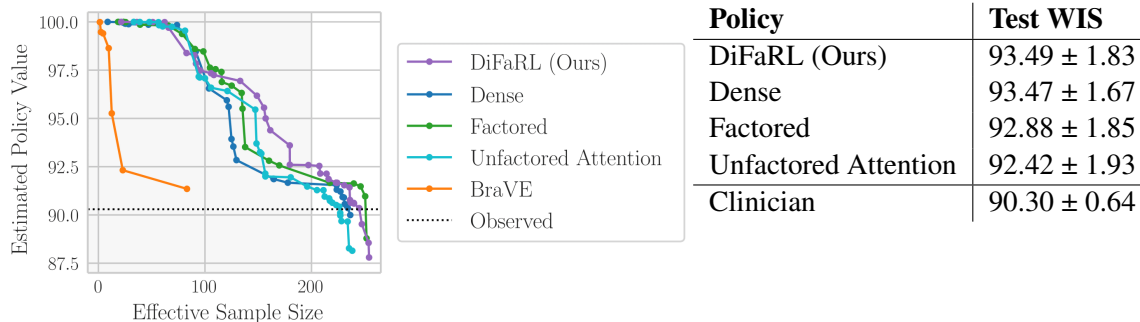 Estimated Policy Value
100.0
97.5
95.0
92.5
90.0
87.5
0
100
200
Effective Sample Size
DiFaRL (Ours)
Dense
Factored
Unfactored Attention
BraVE
Observed
Policy Test WIS
DiFaRL (Ours) 93.49 ± 1.83
Dense 93.47 ± 1.67
Factored 92.88 ± 1.85
Unfactored Attention 92.42 ± 1.93
Clinician 90.30 ± 0.64